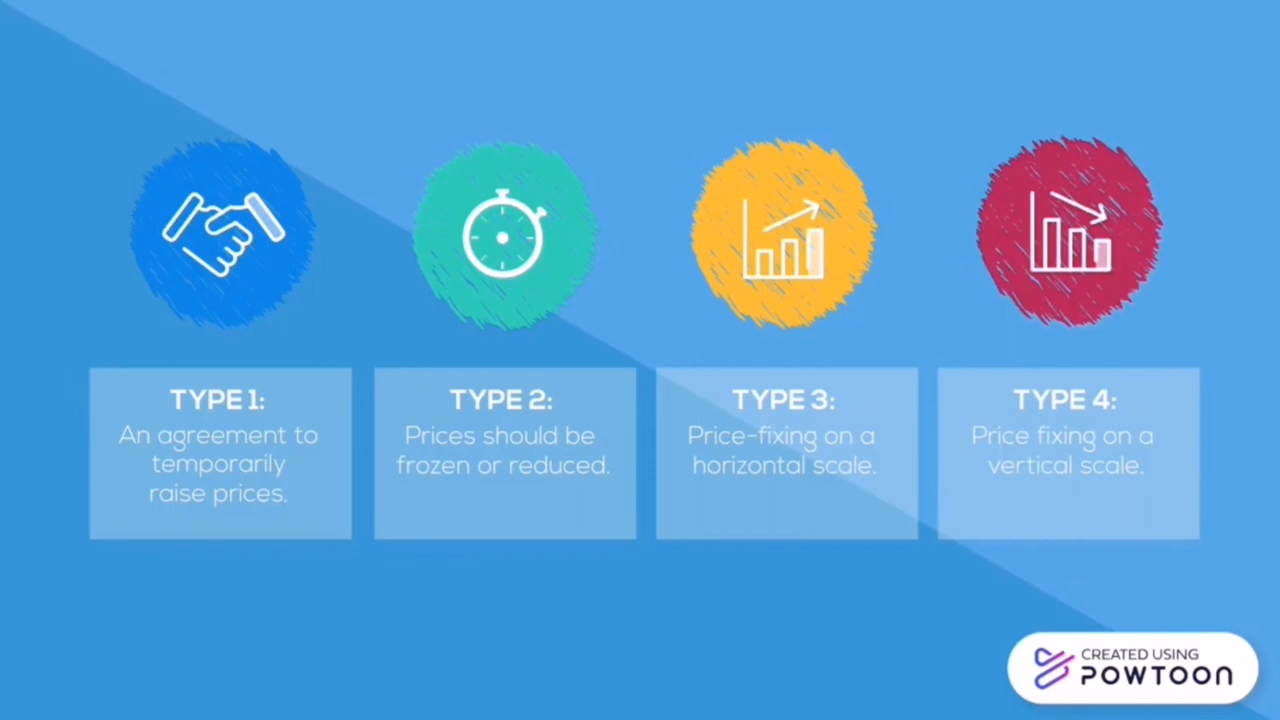 TYPE 1:
An agreement to
temporarily
raise prices.
TYPE 2:
Prices should be
frozen or reduced.
TYPE 3:
Price-fixing on a
horizontal scale.
TYPE 4:
Price fixing on a
vertical scale.
CREATED USING
POWTOON